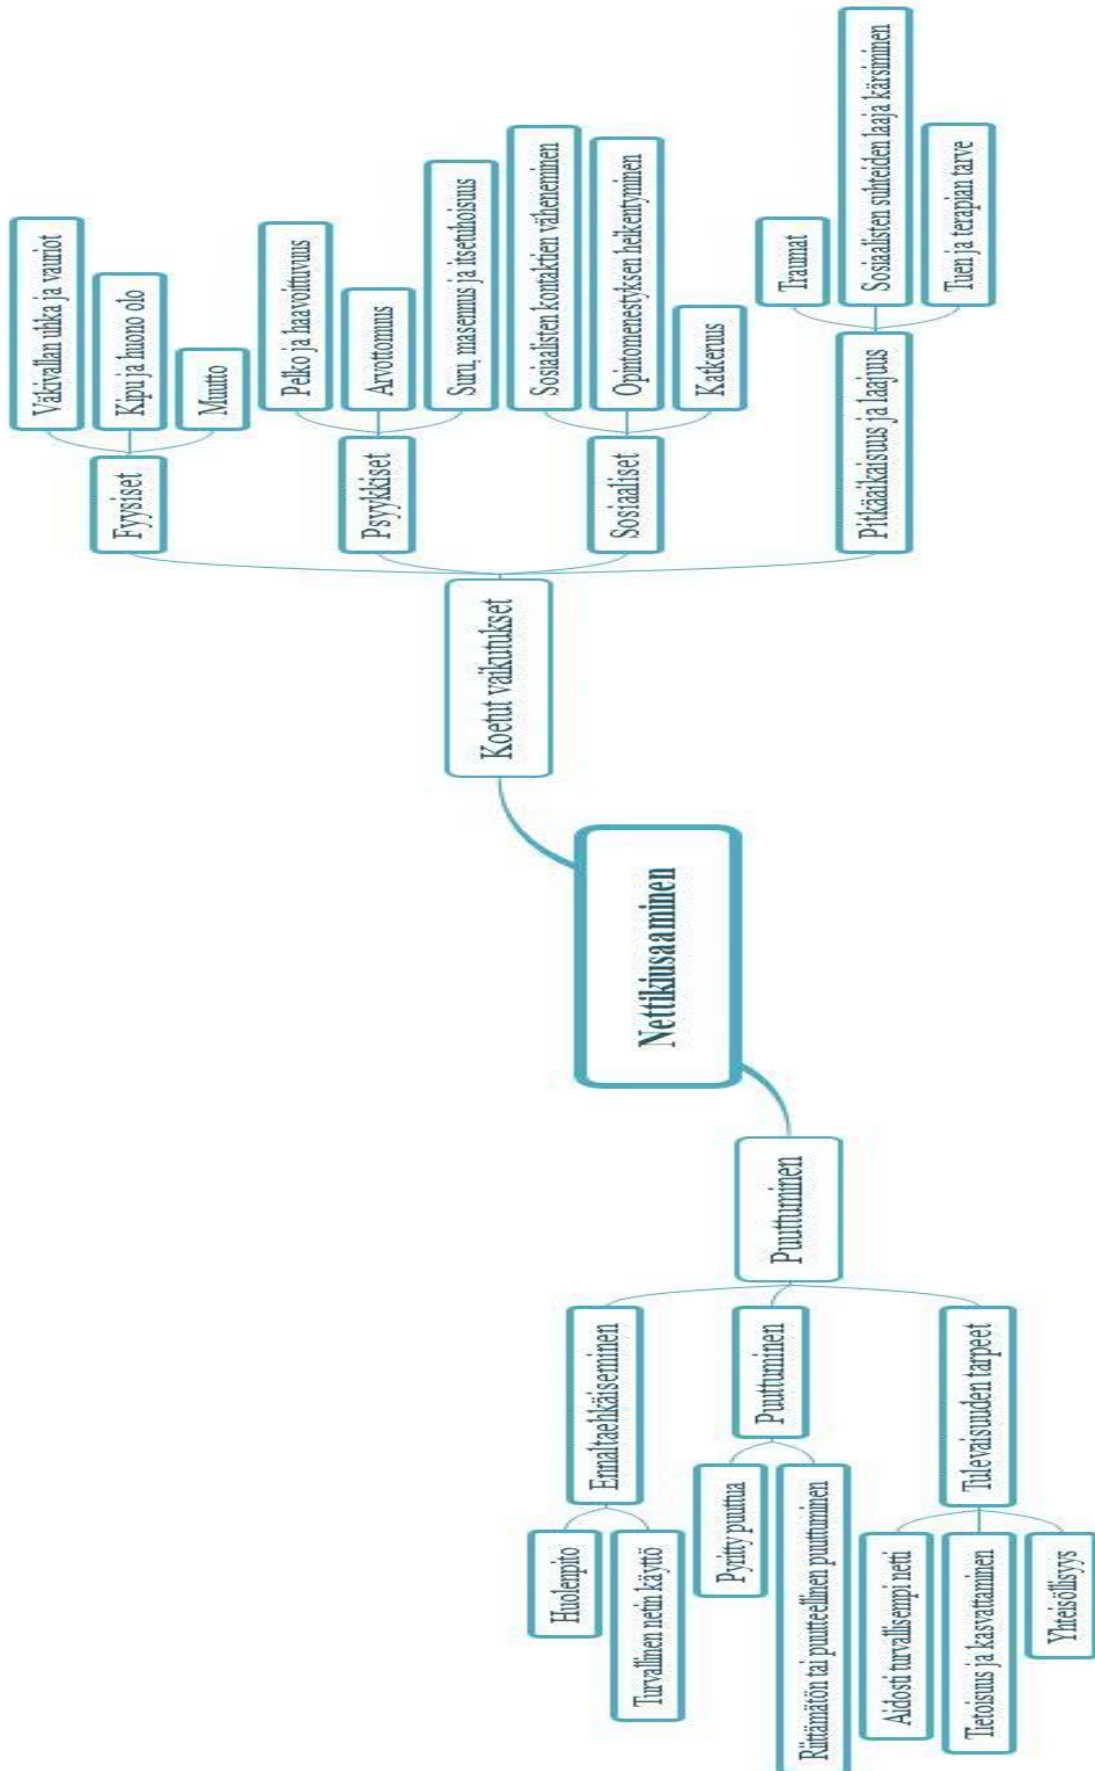 Nettikiusaaminen
Koetut vaikutukset
Fyysiset
Väkivallan uhka ja vauriot
Kipu ja huono olo
Muutto
Psyykkiset
Pelko ja haavoittuvuus
Arvottomuus
Suru, masennus ja itsetuhoisuus
Sosiaaliset
Sosiaalisten kontaktien väheneminen
Opintomenestyksen heikentyminen
Katkeruus
Pitkäaikaisuus ja laajuus
Traumat
Sosiaalisten suhteiden laaja kärsiminen
Tuen ja terapian tarve
Puuttuminen
Ennaltaehkäiseminen
Huolenpito
Turvallinen netin käyttö
Puuttuminen
Pyritty puuttua
Riittämätön tai puutteellinen puuttuminen
Tulevaisuuden tarpeet
Aidosti turvallisempi netti
Tietoisuus ja kasvattaminen
Yhteisöllisyys